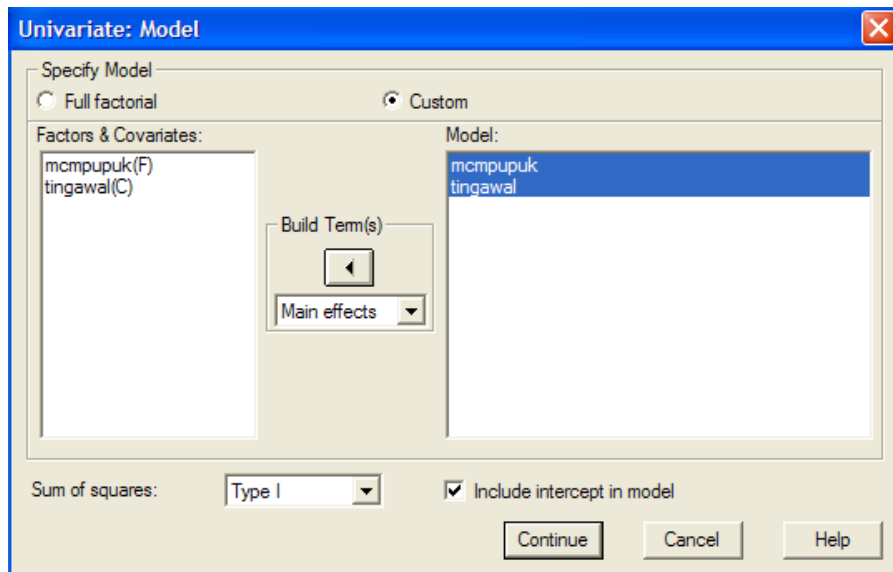 Univariate: Model
Specify Model
Full factorial
Custom
Factors & Covariates:
mcmpupuk(F)
tingawal(C)
Build Term(s)
Main effects
Model:
mcmpupuk
tingawal
Sum of squares:
Type I
Include intercept in model
Continue
Cancel
Help